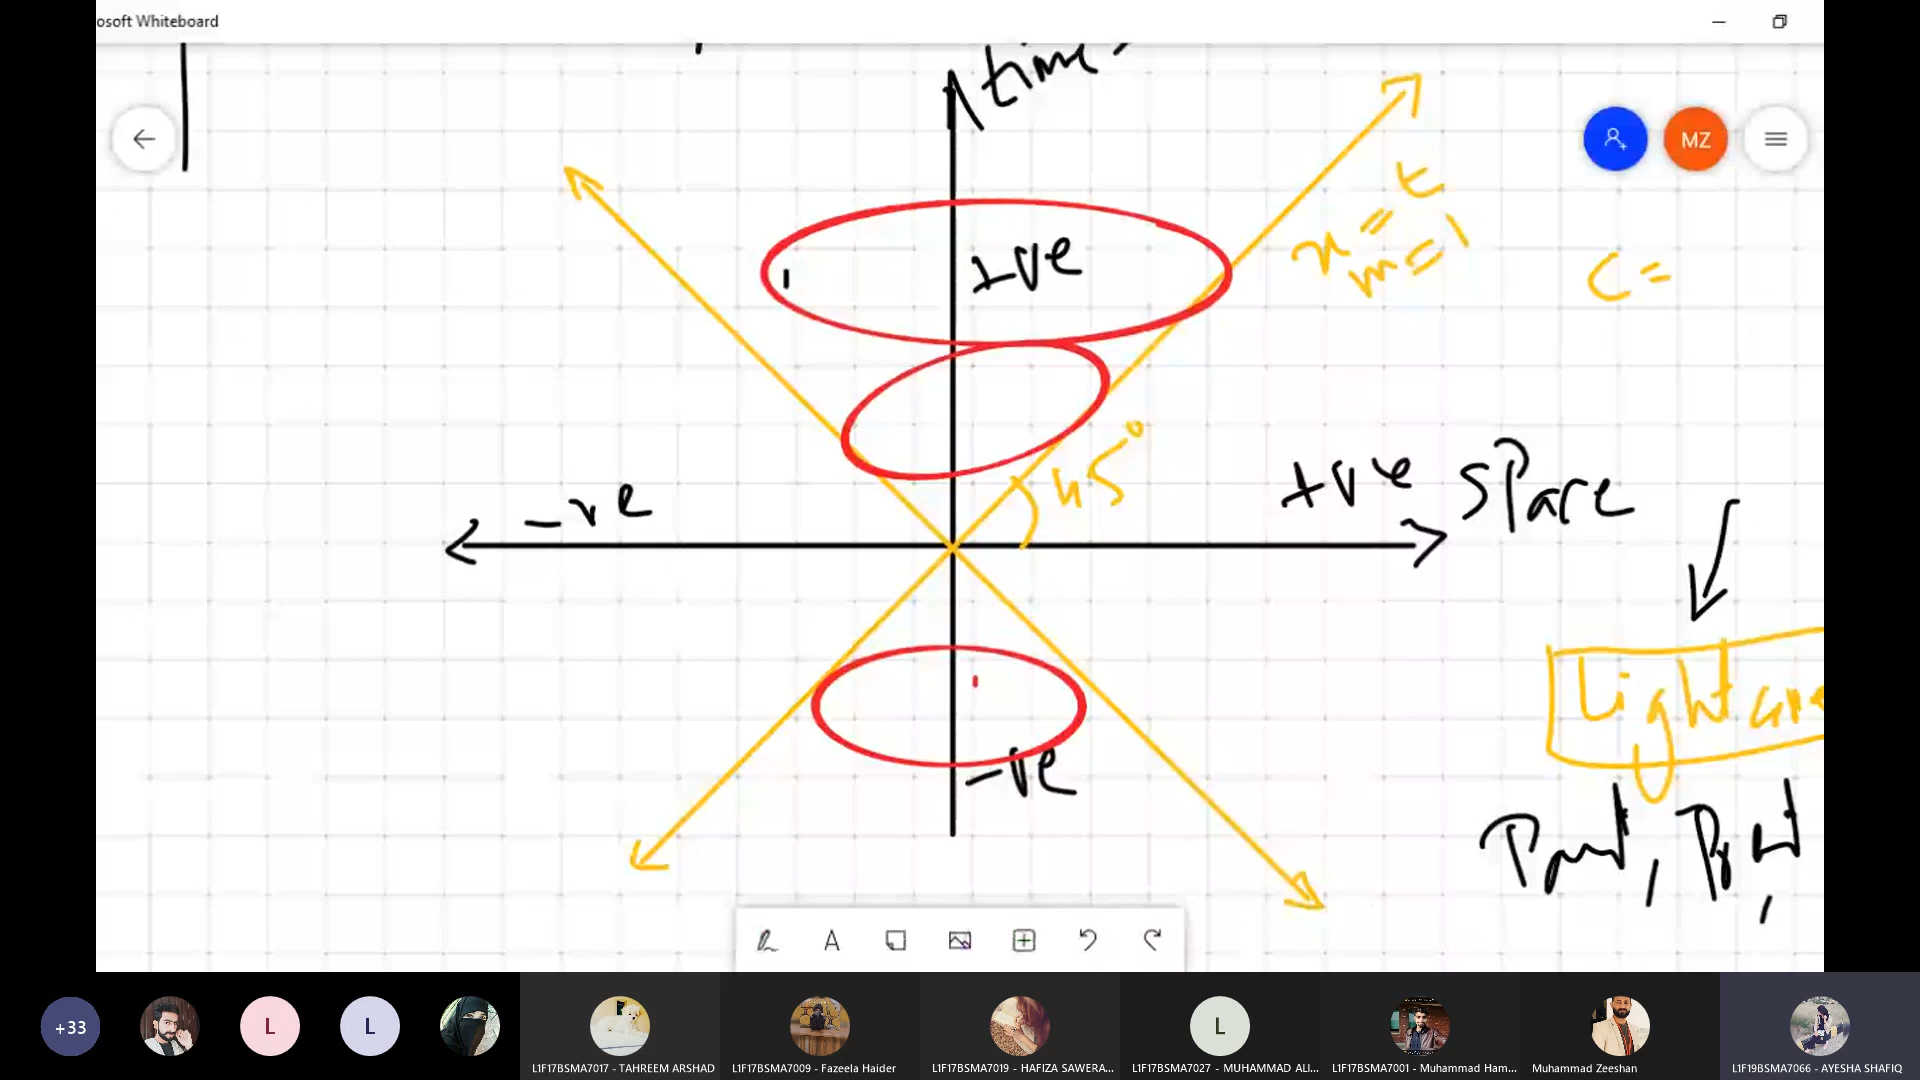 osoft Whiteboard
time
MZ
x = t
m = 1
C =
+ve
45°
-ve
+ve space
Light
-ve
+33
L
L
L
L1F17BSMA7017 - TAHREEM ARSHAD
L1F17BSMA7009 - Fazeela Haider
L1F17BSMA7019 - HAFIZA SAWERA...
L1F17BSMA7027 - MUHAMMAD ALI...
L1F17BSMA7001 - Muhammad Ham...
Muhammad Zeeshan
L1F19BSMA7066 - AYESHA SHAFIQ